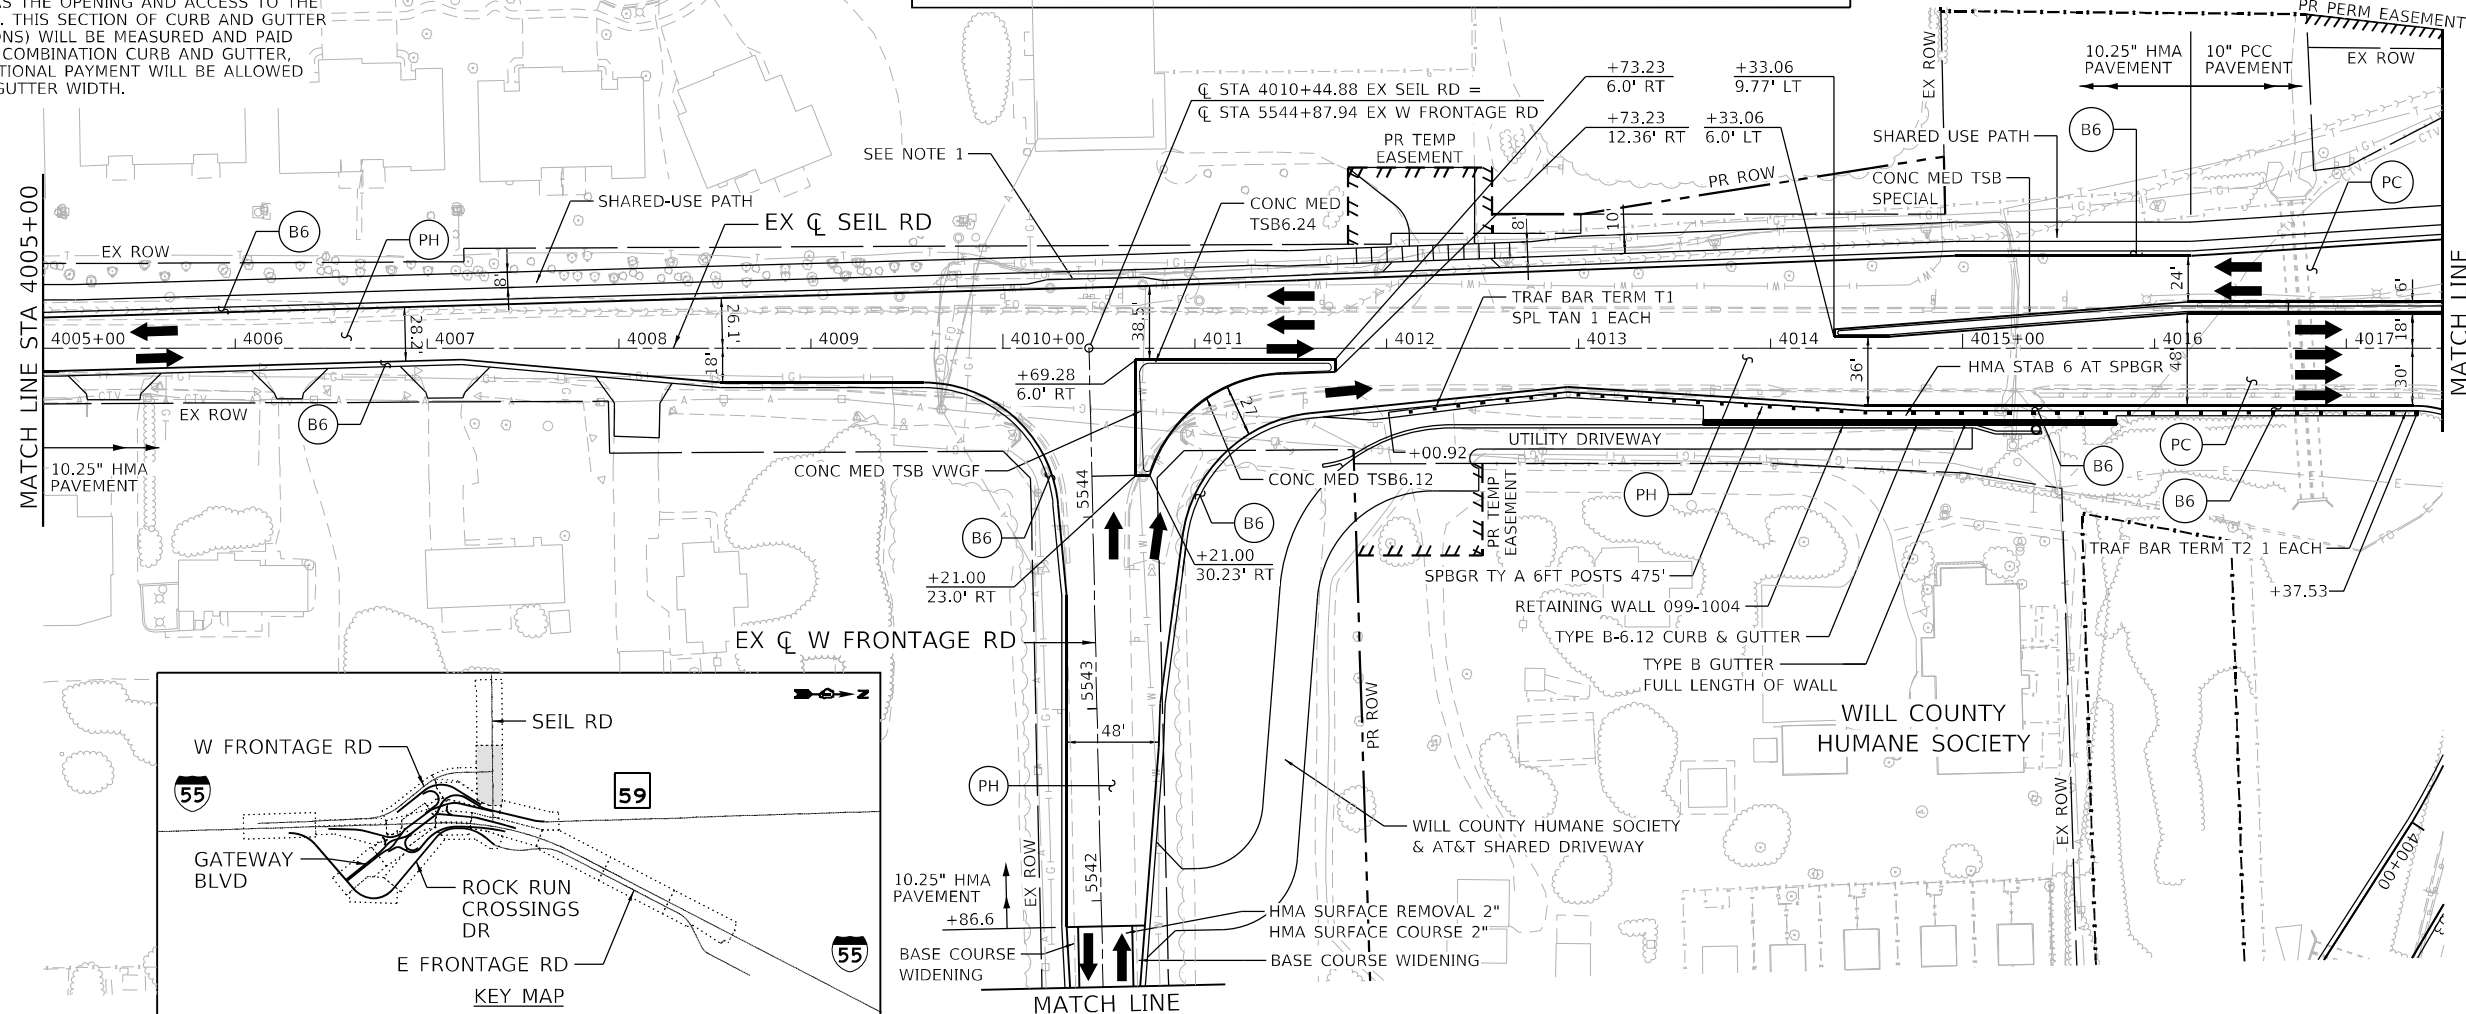 AS THE OPENING AND ACCESS TO THE
. THIS SECTION OF CURB AND GUTTER
ONS) WILL BE MEASURED AND PAID
COMBINATION CURB AND GUTTER,
TIONAL PAYMENT WILL BE ALLOWED
GUTTER WIDTH.
PR PERM EASEMENT
EX ROW
10.25" HMA
PAVEMENT
10" PCC
PAVEMENT
EX ROW
+73.23
6.0' RT
+33.06
9.77' LT
℄ STA 4010+44.88 EX SEIL RD =
℄ STA 5544+87.94 EX W FRONTAGE RD
+73.23
12.36' RT
+33.06
6.0' LT
PR TEMP
EASEMENT
SHARED USE PATH
B6
SEE NOTE 1
PR ROW
CONC MED TSB
SPECIAL
PC
MATCH LINE STA 4005+00
SHARED-USE PATH
EX ℄ SEIL RD
CONC MED
TSB6.24
B6
PH
EX ROW
8'
8'
10'
MATCH LINE
24'
6'
TRAF BAR TERM T1
SPL TAN 1 EACH
28.2'
26.1'
38.5'
18'
4005+00
4006
4007
4008
4009
4010+00
4011
4012
4013
4014
4015+00
4016
4017
18'
+69.28
6.0' RT
27'
36'
HMA STAB 6 AT SPBGR
48'
30'
EX ROW
B6
UTILITY DRIVEWAY
+00.92
10.25" HMA
PAVEMENT
CONC MED TSB VWGF
CONC MED TSB6.12
5544
PH
B6
PC
B6
B6
B6
PR TEMP
EASEMENT
+21.00
23.0' RT
+21.00
30.23' RT
TRAF BAR TERM T2 1 EACH
SPBGR TY A 6FT POSTS 475'
+37.53
RETAINING WALL 099-1004
EX ℄ W FRONTAGE RD
TYPE B-6.12 CURB & GUTTER
TYPE B GUTTER
FULL LENGTH OF WALL
5543
PR ROW
WILL COUNTY
HUMANE SOCIETY
48'
PH
EX ROW
WILL COUNTY HUMANE SOCIETY
& AT&T SHARED DRIVEWAY
5542
10.25" HMA
PAVEMENT
EX ROW
+86.6
HMA SURFACE REMOVAL 2"
HMA SURFACE COURSE 2"
BASE COURSE
WIDENING
BASE COURSE WIDENING
MATCH LINE
1400+00
N
SEIL RD
W FRONTAGE RD
55
59
GATEWAY
BLVD
ROCK RUN
CROSSINGS
DR
E FRONTAGE RD
55
KEY MAP